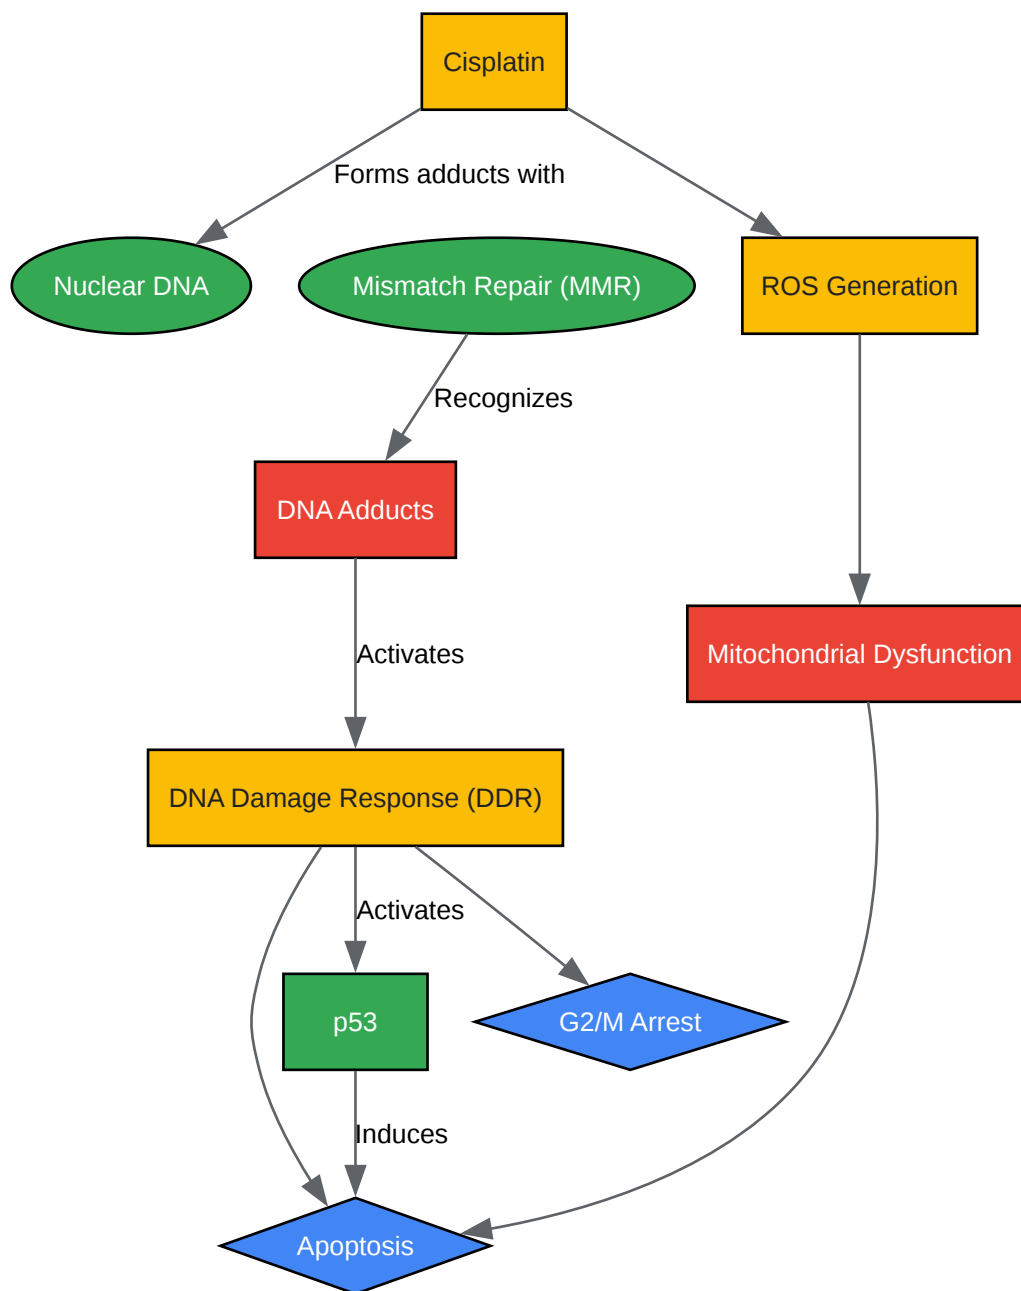 Cisplatin
Forms adducts with
Nuclear DNA
Mismatch Repair (MMR)
ROS Generation
Recognizes
DNA Adducts
Activates
Mitochondrial Dysfunction
DNA Damage Response (DDR)
Activates
p53
G2/M Arrest
Induces
Apoptosis